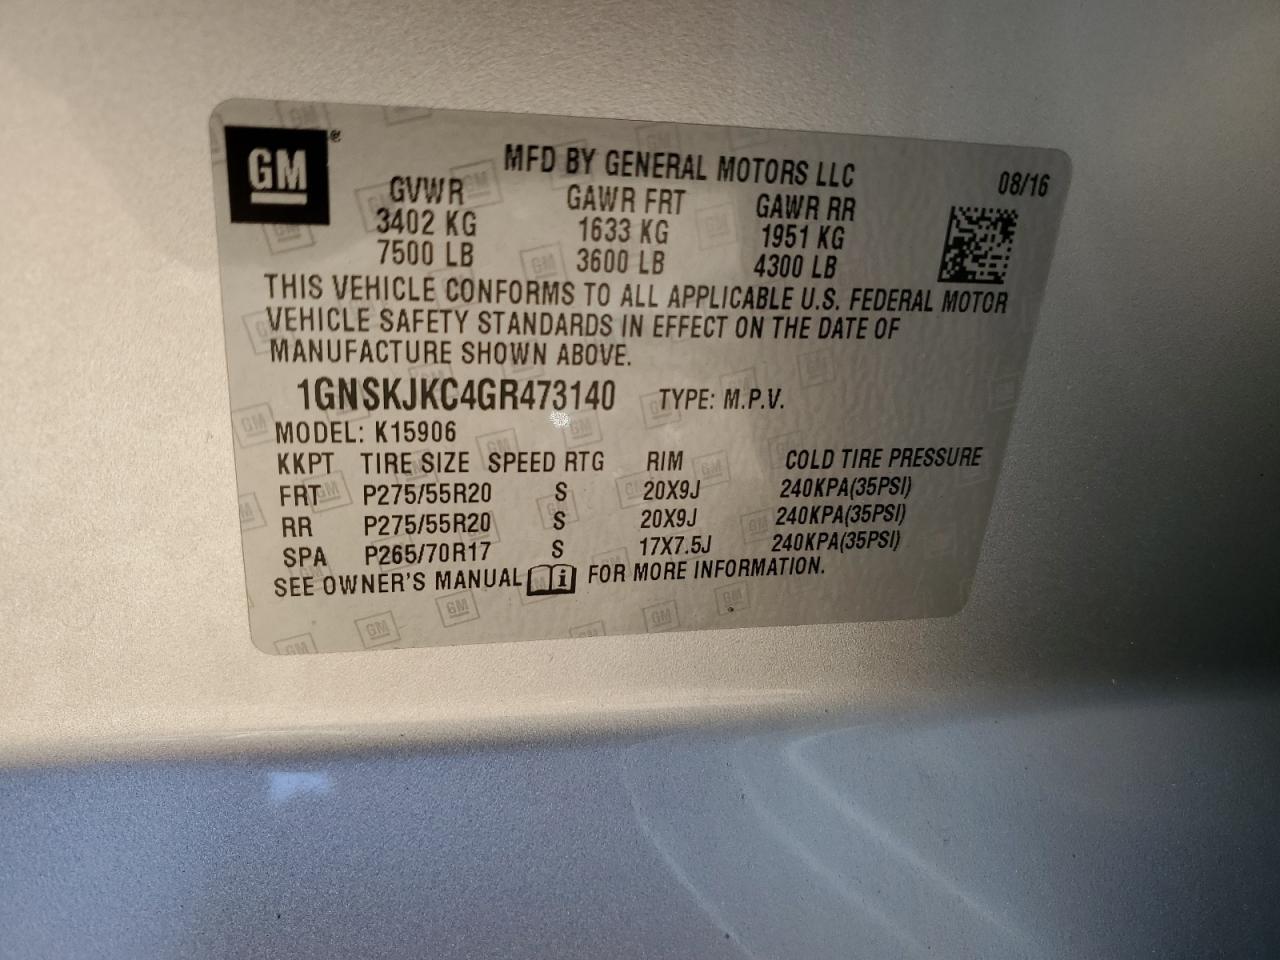 GM ®
MFD BY GENERAL MOTORS LLC
08/16
GVWR GAWR FRT GAWR RR
3402 KG 1633 KG 1951 KG
7500 LB 3600 LB 4300 LB
THIS VEHICLE CONFORMS TO ALL APPLICABLE U.S. FEDERAL MOTOR
VEHICLE SAFETY STANDARDS IN EFFECT ON THE DATE OF
MANUFACTURE SHOWN ABOVE.
1GNSKJKC4GR473140 TYPE: M.P.V.
MODEL: K15906
KKPT TIRE SIZE SPEED RTG RIM COLD TIRE PRESSURE
FRT P275/55R20 S 20X9J 240KPA(35PSI)
RR P275/55R20 S 20X9J 240KPA(35PSI)
SPA P265/70R17 S 17X7.5J 240KPA(35PSI)
SEE OWNER'S MANUAL i FOR MORE INFORMATION.